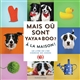 MAIS OÙ
SONT
YAYA & BOO?
À LA MAISON!